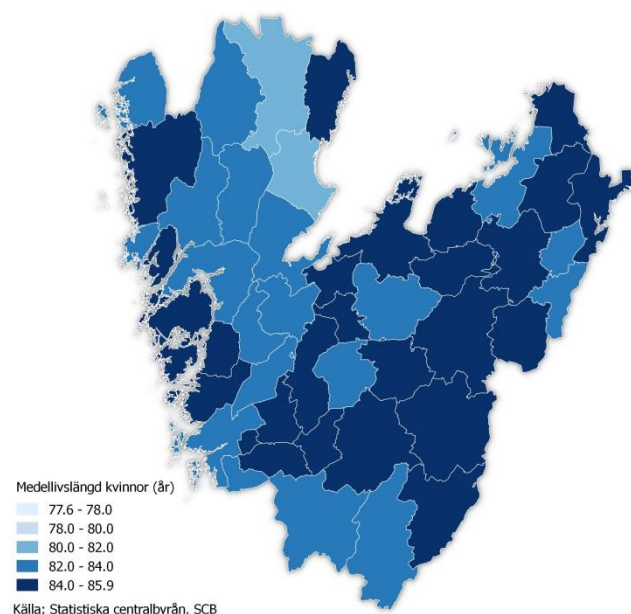 Medellivslängd kvinnor (år)
77.6 - 78.0
78.0 - 80.0
80.0 - 82.0
82.0 - 84.0
84.0 - 85.9
Källa: Statistiska centralbyrån, SCB